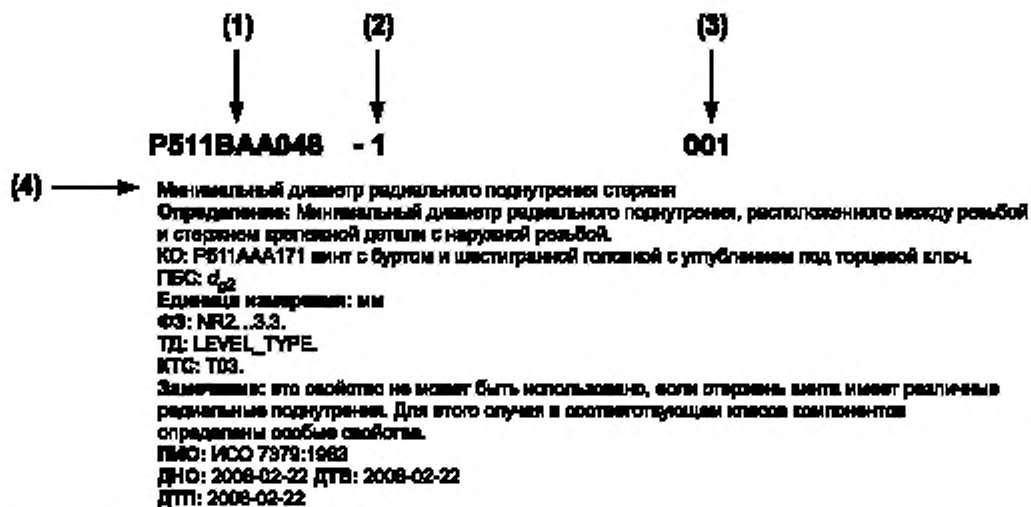 (1) (2) (3)
P511BAA048 - 1 001
(4) Минимальный диаметр радиального поднутрения стержня
Определение: Минимальный диаметр радиального поднутрения, расположенного между резьбой
и стержнем крепежной детали с наружной резьбой.
КО: P511AAA171 винт с буртом и шестигранной головкой с углублением под торцевой ключ.
ПБС: dg2
Единица измерения: мм
ФЗ: NR2...3.3.
ТД: LEVEL_TYPE.
КТС: T03.
Замечание: это свойство не может быть использовано, если стержень винта имеет различные
радиальные поднутрения. Для этого случая в соответствующем классе компонентов
определены особые свойства.
ПИО: ИСО 7379:1983
ДНО: 2008-02-22 ДТВ: 2008-02-22
ДТП: 2008-02-22